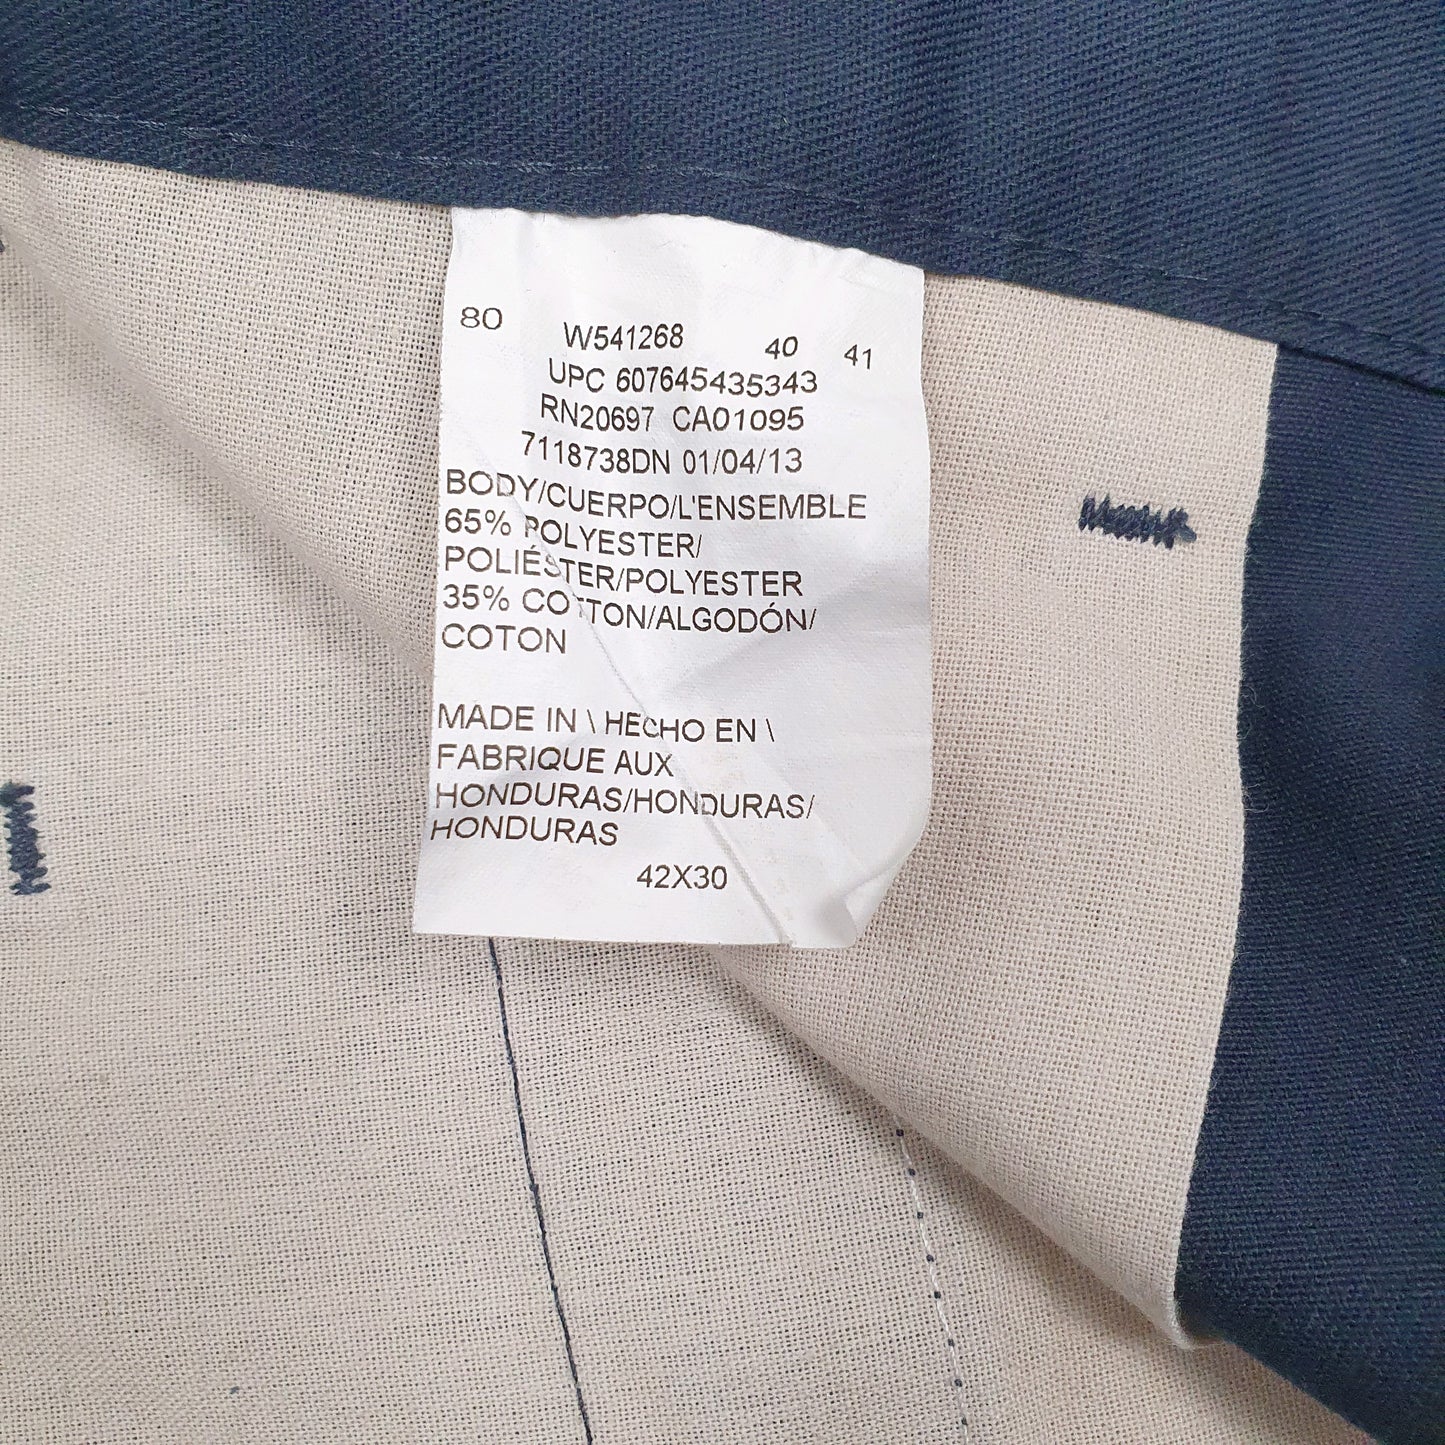 80 W541268 40 41
UPC 607645435343
RN20697 CA01095
7118738DN 01/04/13
BODY/CUERPO/L'ENSEMBLE
65% POLYESTER/
POLIÉSTER/POLYESTER
35% COTTON/ALGODÓN/
COTON
MADE IN \ HECHO EN \
FABRIQUE AUX
HONDURAS/HONDURAS/
HONDURAS
42X30